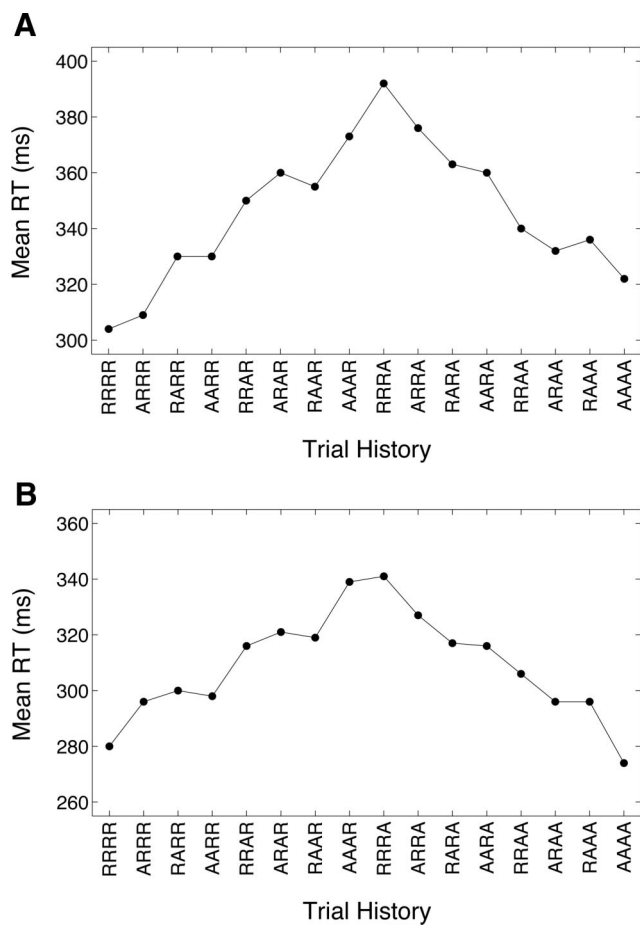 A
400
380
360
340
320
300
Mean RT (ms)
RRRR
ARRR
RARR
AARR
RRAR
ARAR
RAAR
AAAR
RRRA
ARRA
RARA
AARA
RRAA
ARAA
RAAA
AAAA
Trial History
B
360
340
320
300
280
260
Mean RT (ms)
RRRR
ARRR
RARR
AARR
RRAR
ARAR
RAAR
AAAR
RRRA
ARRA
RARA
AARA
RRAA
ARAA
RAAA
AAAA
Trial History